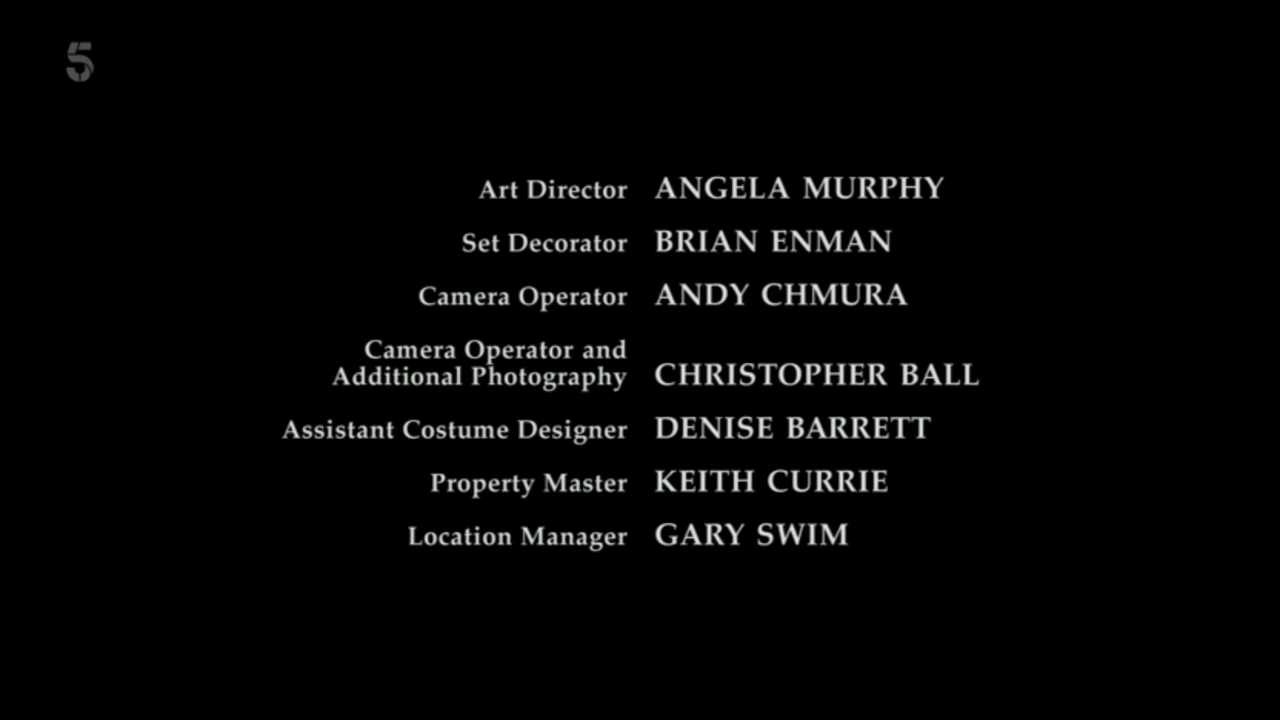 5
Art Director ANGELA MURPHY
Set Decorator BRIAN ENMAN
Camera Operator ANDY CHMURA
Camera Operator and
Additional Photography CHRISTOPHER BALL
Assistant Costume Designer DENISE BARRETT
Property Master KEITH CURRIE
Location Manager GARY SWIM